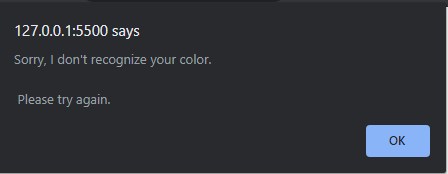 127.0.0.1:5500 says
Sorry, I don't recognize your color.
Please try again.
OK